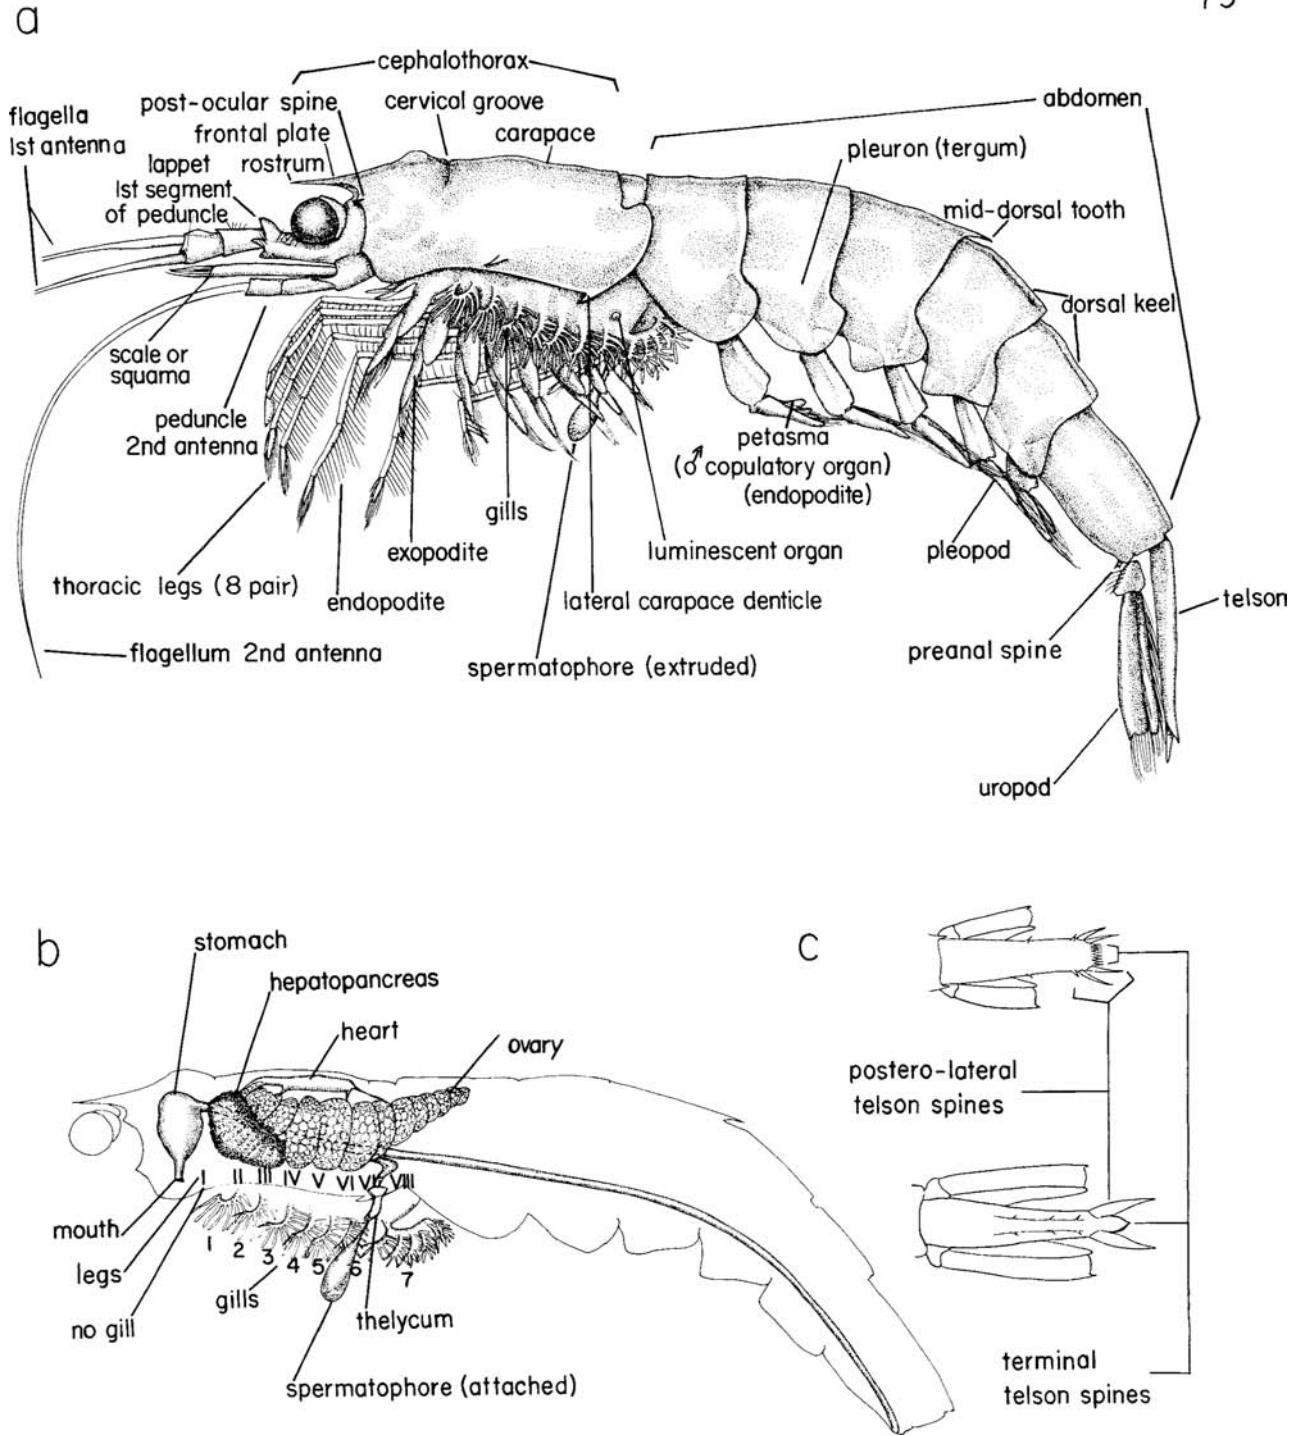 a
cephalothorax
post-ocular spine
cervical groove
abdomen
flagella
1st antenna
frontal plate
carapace
pleuron (tergum)
lappet
rostrum
1st segment
of peduncle
mid-dorsal tooth
dorsal keel
scale or
squama
peduncle
2nd antenna
petasma
(♂ copulatory organ)
(endopodite)
gills
exopodite
luminescent organ
pleopod
thoracic legs (8 pair)
endopodite
lateral carapace denticle
telson
flagellum 2nd antenna
spermatophore (extruded)
preanal spine
uropod
b
stomach
hepatopancreas
heart
ovary
I II III IV V VI VII VIII
mouth
legs
no gill
1 2 3 4 5 6 7
gills
thelycum
spermatophore (attached)
c
postero-lateral
telson spines
terminal
telson spines